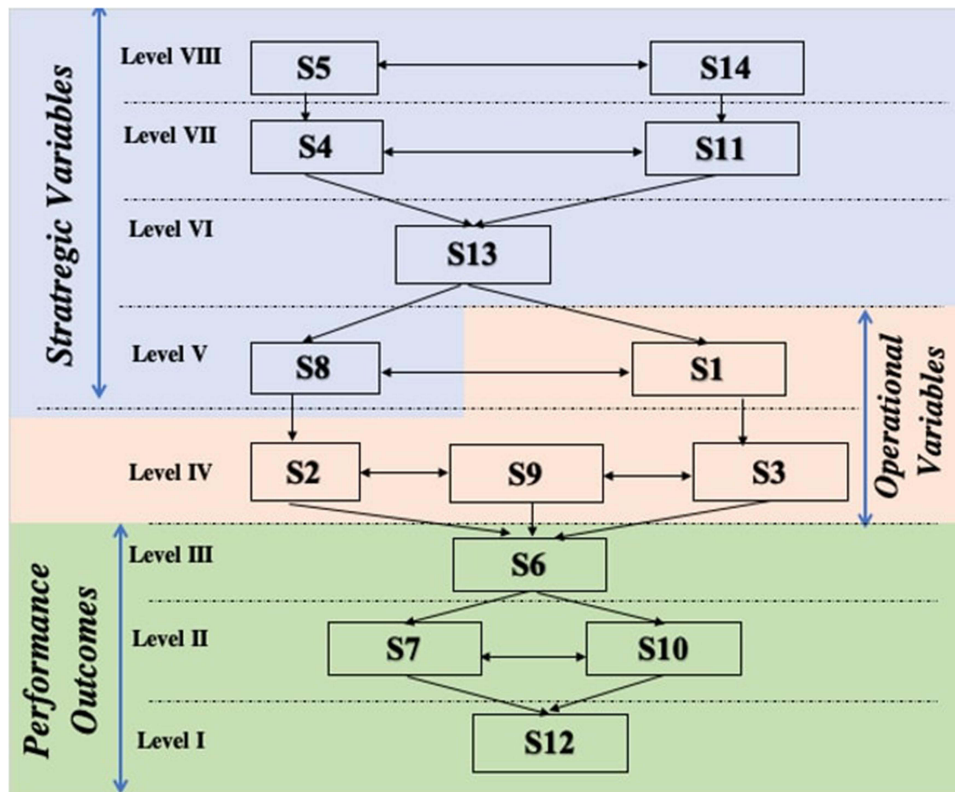 Stratregic Variables
Level VIII
S5
S14
Level VII
S4
S11
Level VI
S13
Level V
S8
S1
Operational
Variables
Level IV
S2
S9
S3
Performance
Outcomes
Level III
S6
Level II
S7
S10
Level I
S12